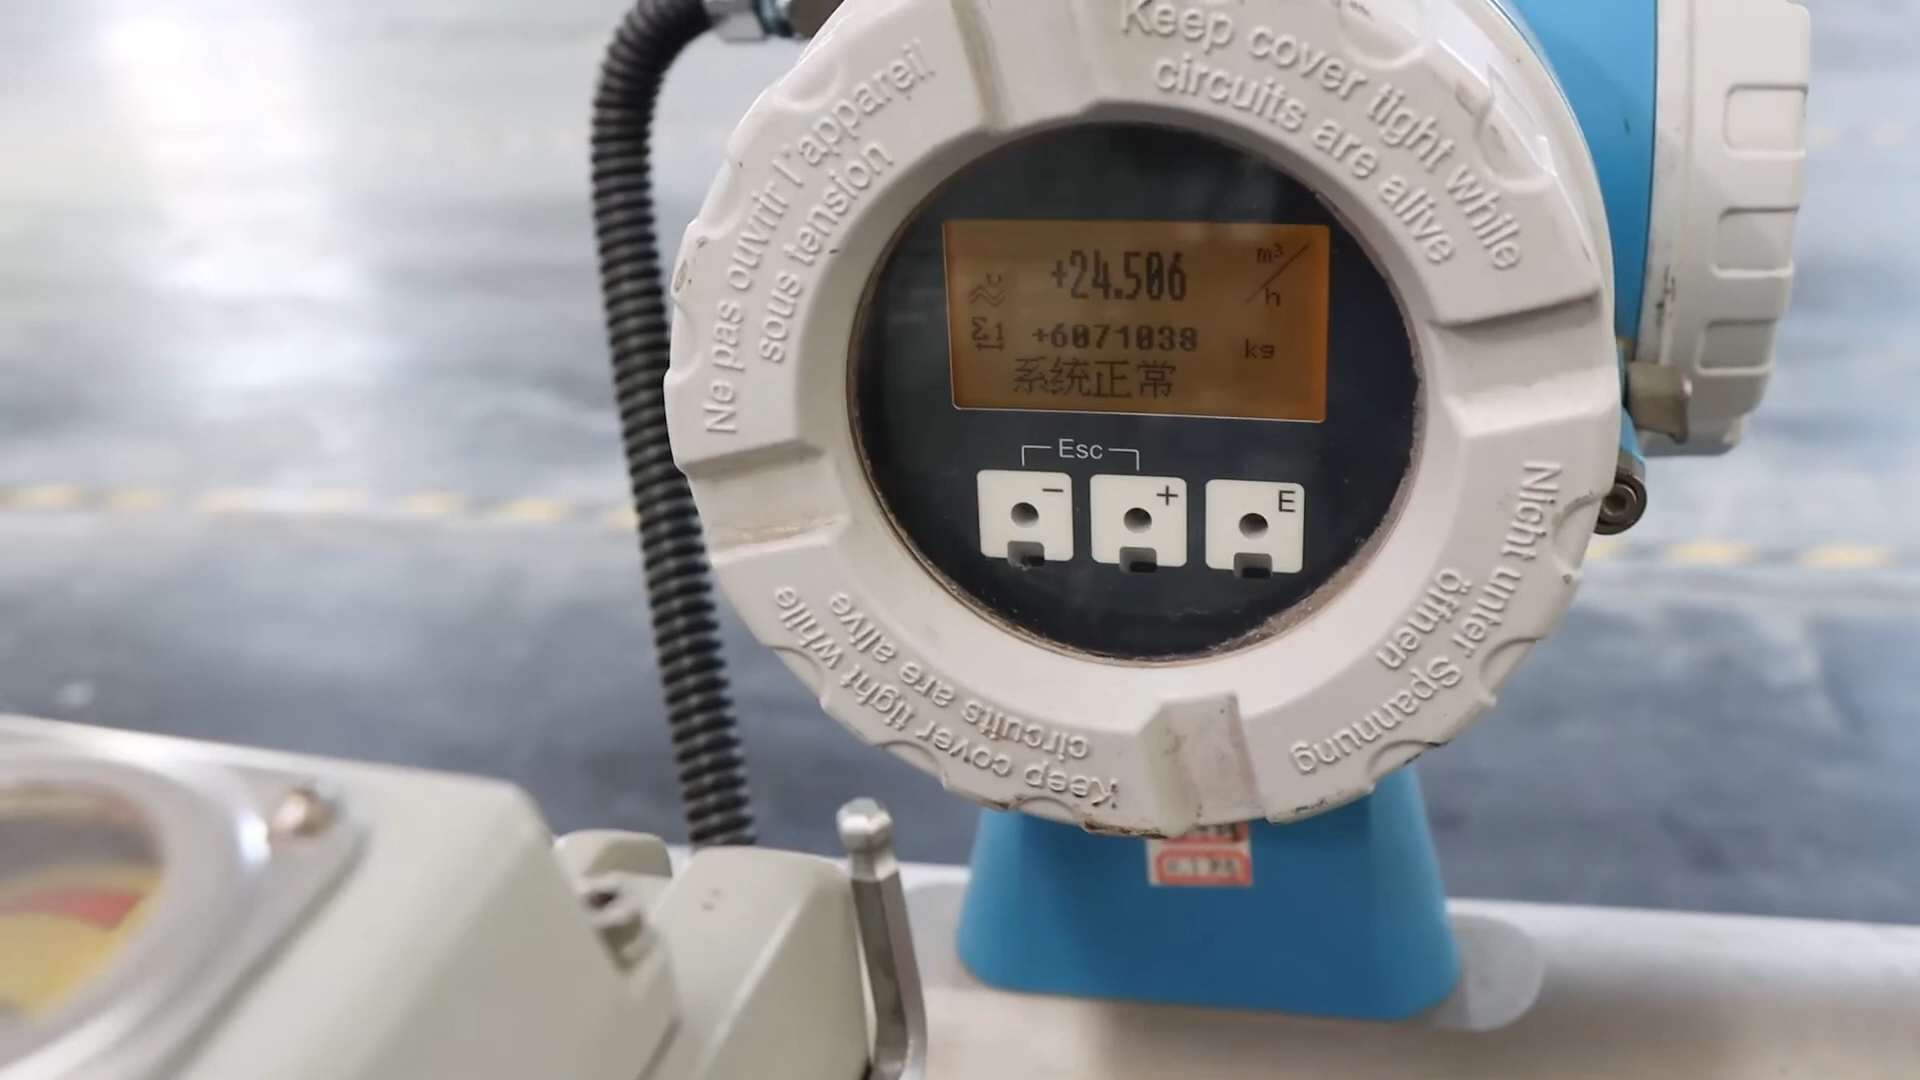 Keep cover tight while
circuits are alive
Ne pas ouvrir l'appareil
sous tension
+24.506 m³/h
Σ1 +6071038 kg
系统正常
Esc
- + E
Nicht unter Spannung
öffnen
Keep cover tight while
circuits are alive